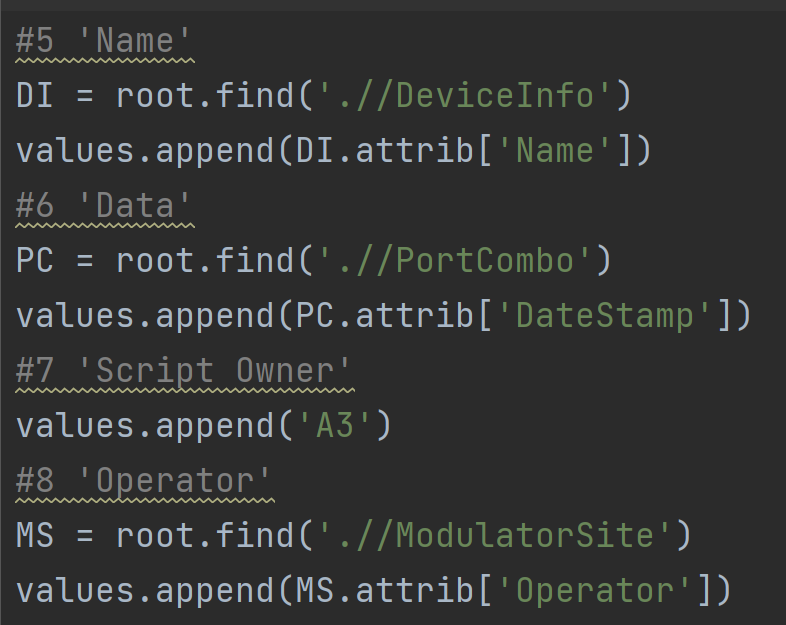 #5 'Name'
DI = root.find('.//DeviceInfo')
values.append(DI.attrib['Name'])
#6 'Data'
PC = root.find('.//PortCombo')
values.append(PC.attrib['DateStamp'])
#7 'Script Owner'
values.append('A3')
#8 'Operator'
MS = root.find('.//ModulatorSite')
values.append(MS.attrib['Operator'])